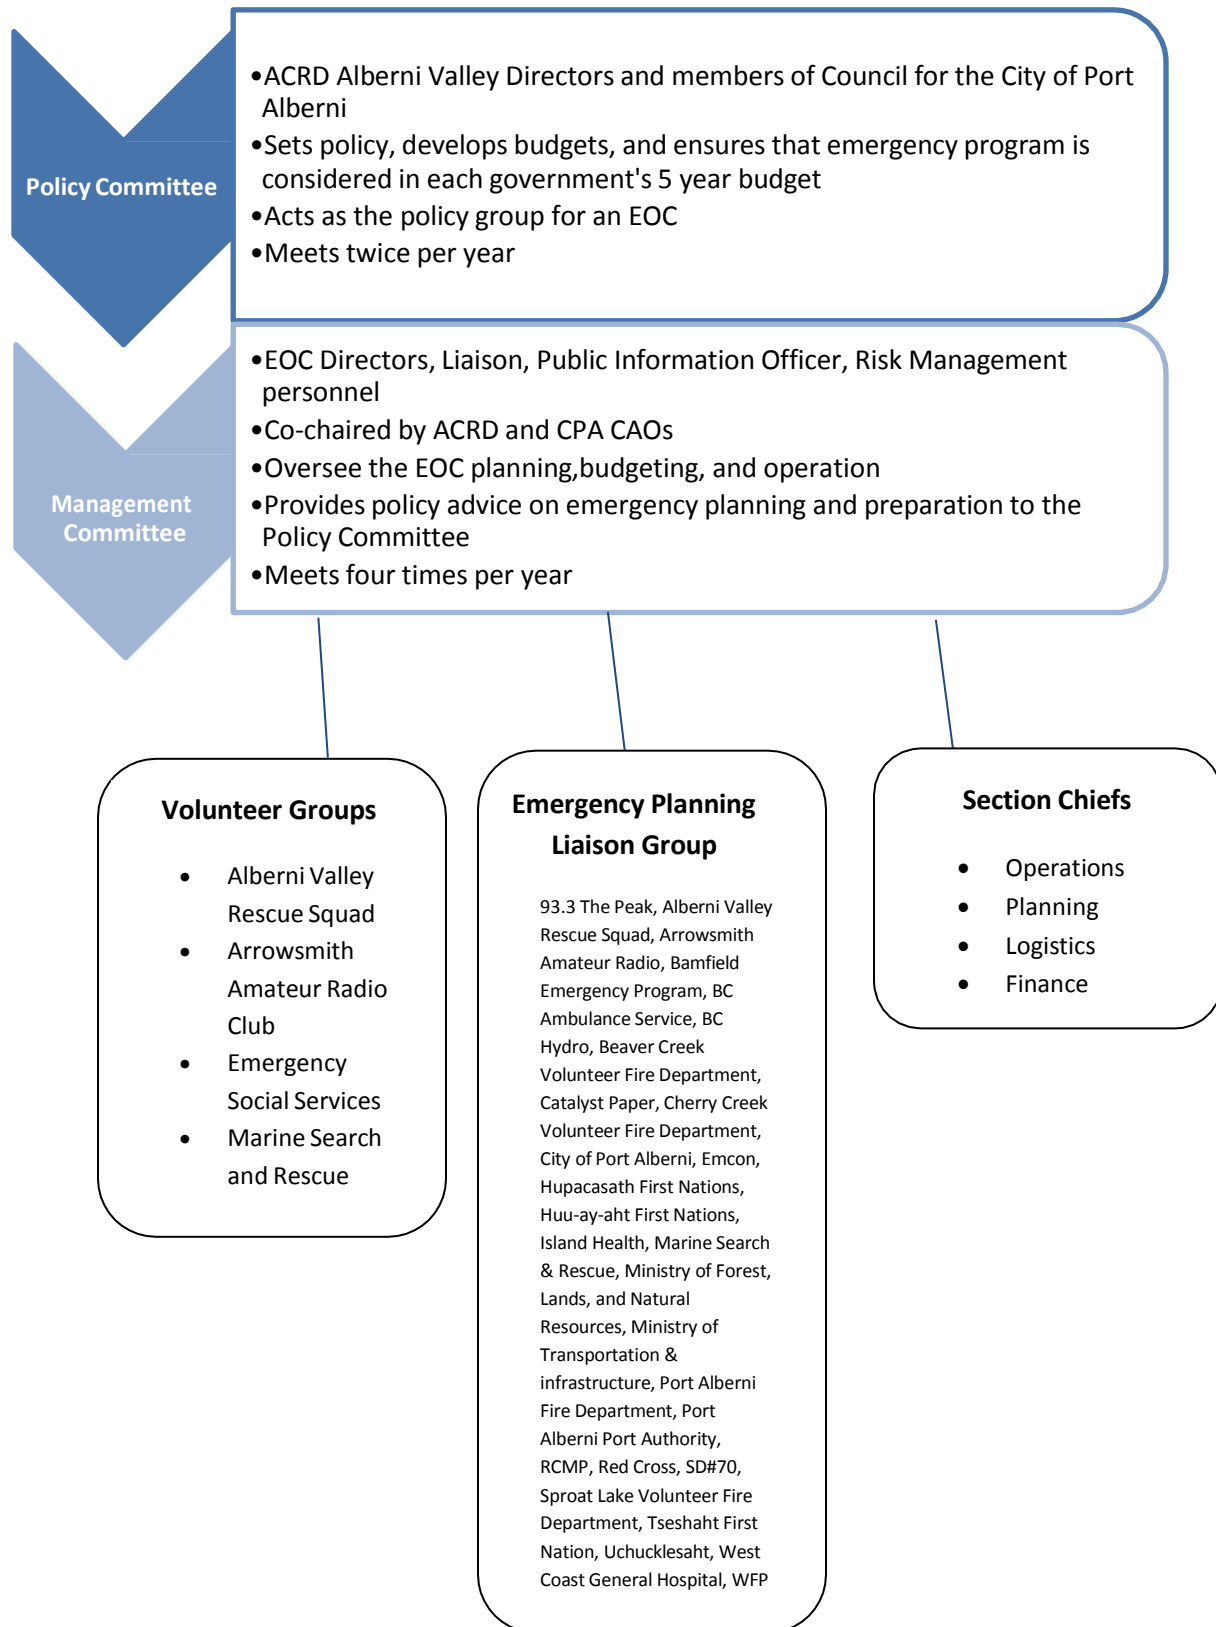 •ACRD Alberni Valley Directors and members of Council for the City of Port
Alberni
•Sets policy, develops budgets, and ensures that emergency program is
considered in each government's 5 year budget
•Acts as the policy group for an EOC
•Meets twice per year
Policy Committee
•EOC Directors, Liaison, Public Information Officer, Risk Management
personnel
•Co-chaired by ACRD and CPA CAOs
•Oversee the EOC planning,budgeting, and operation
•Provides policy advice on emergency planning and preparation to the
Policy Committee
•Meets four times per year
Management
Committee
Volunteer Groups
• Alberni Valley
Rescue Squad
• Arrowsmith
Amateur Radio
Club
• Emergency
Social Services
• Marine Search
and Rescue
Emergency Planning
Liaison Group
93.3 The Peak, Alberni Valley
Rescue Squad, Arrowsmith
Amateur Radio, Bamfield
Emergency Program, BC
Ambulance Service, BC
Hydro, Beaver Creek
Volunteer Fire Department,
Catalyst Paper, Cherry Creek
Volunteer Fire Department,
City of Port Alberni, Emcon,
Hupacasath First Nations,
Huu-ay-aht First Nations,
Island Health, Marine Search
& Rescue, Ministry of Forest,
Lands, and Natural
Resources, Ministry of
Transportation &
infrastructure, Port Alberni
Fire Department, Port
Alberni Port Authority,
RCMP, Red Cross, SD#70,
Sproat Lake Volunteer Fire
Department, Tseshaht First
Nation, Uchucklesaht, West
Coast General Hospital, WFP
Section Chiefs
• Operations
• Planning
• Logistics
• Finance